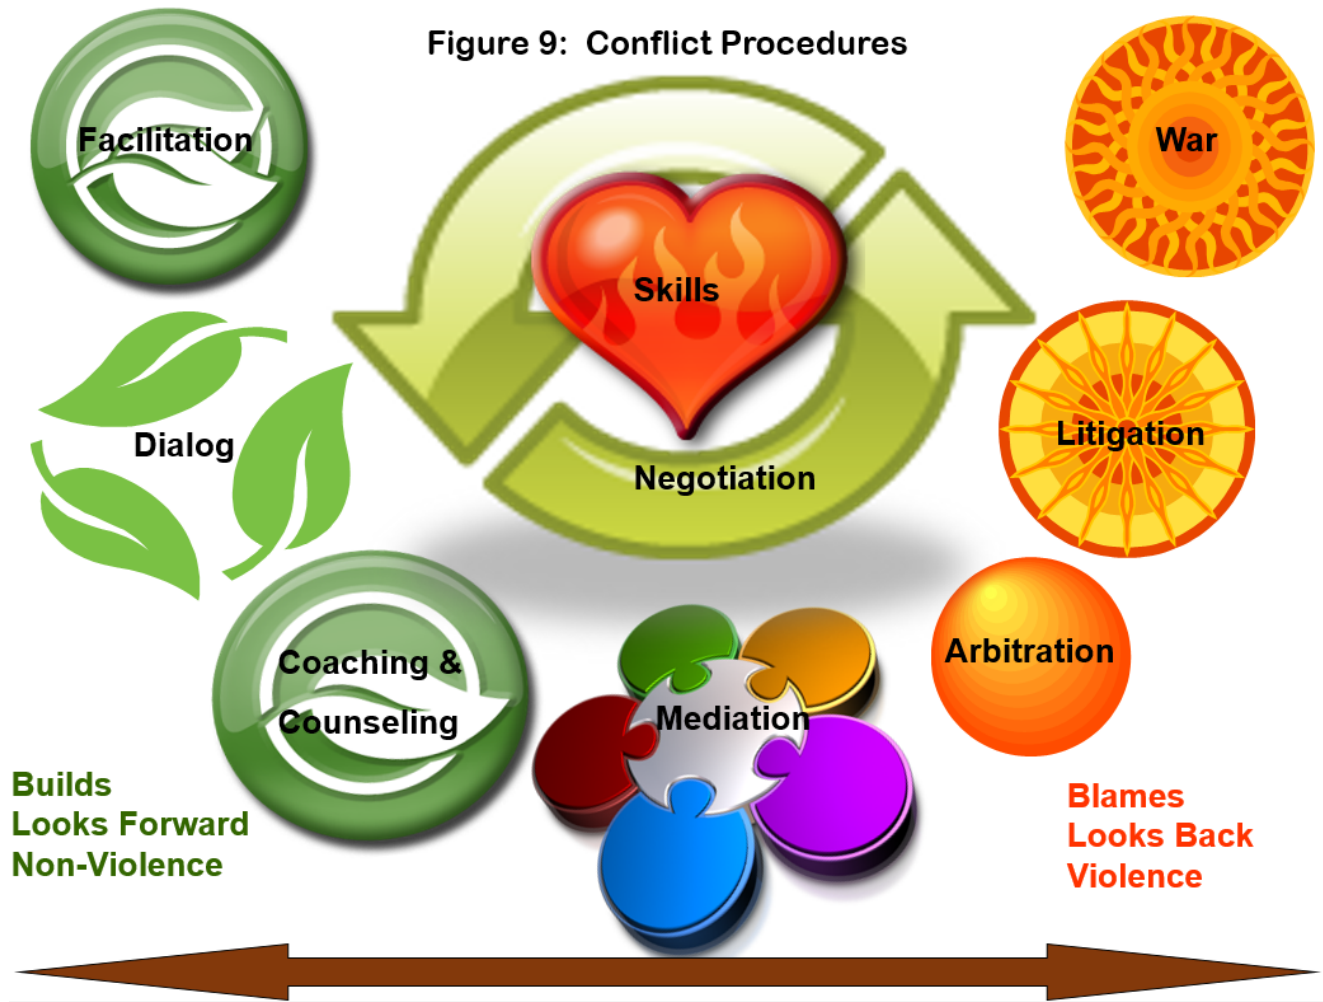 Figure 9:  Conflict Procedures
Facilitation
War
Skills
Dialog
Litigation
Negotiation
Coaching &
Counseling
Arbitration
Mediation
Builds
Looks Forward
Non-Violence
Blames
Looks Back
Violence